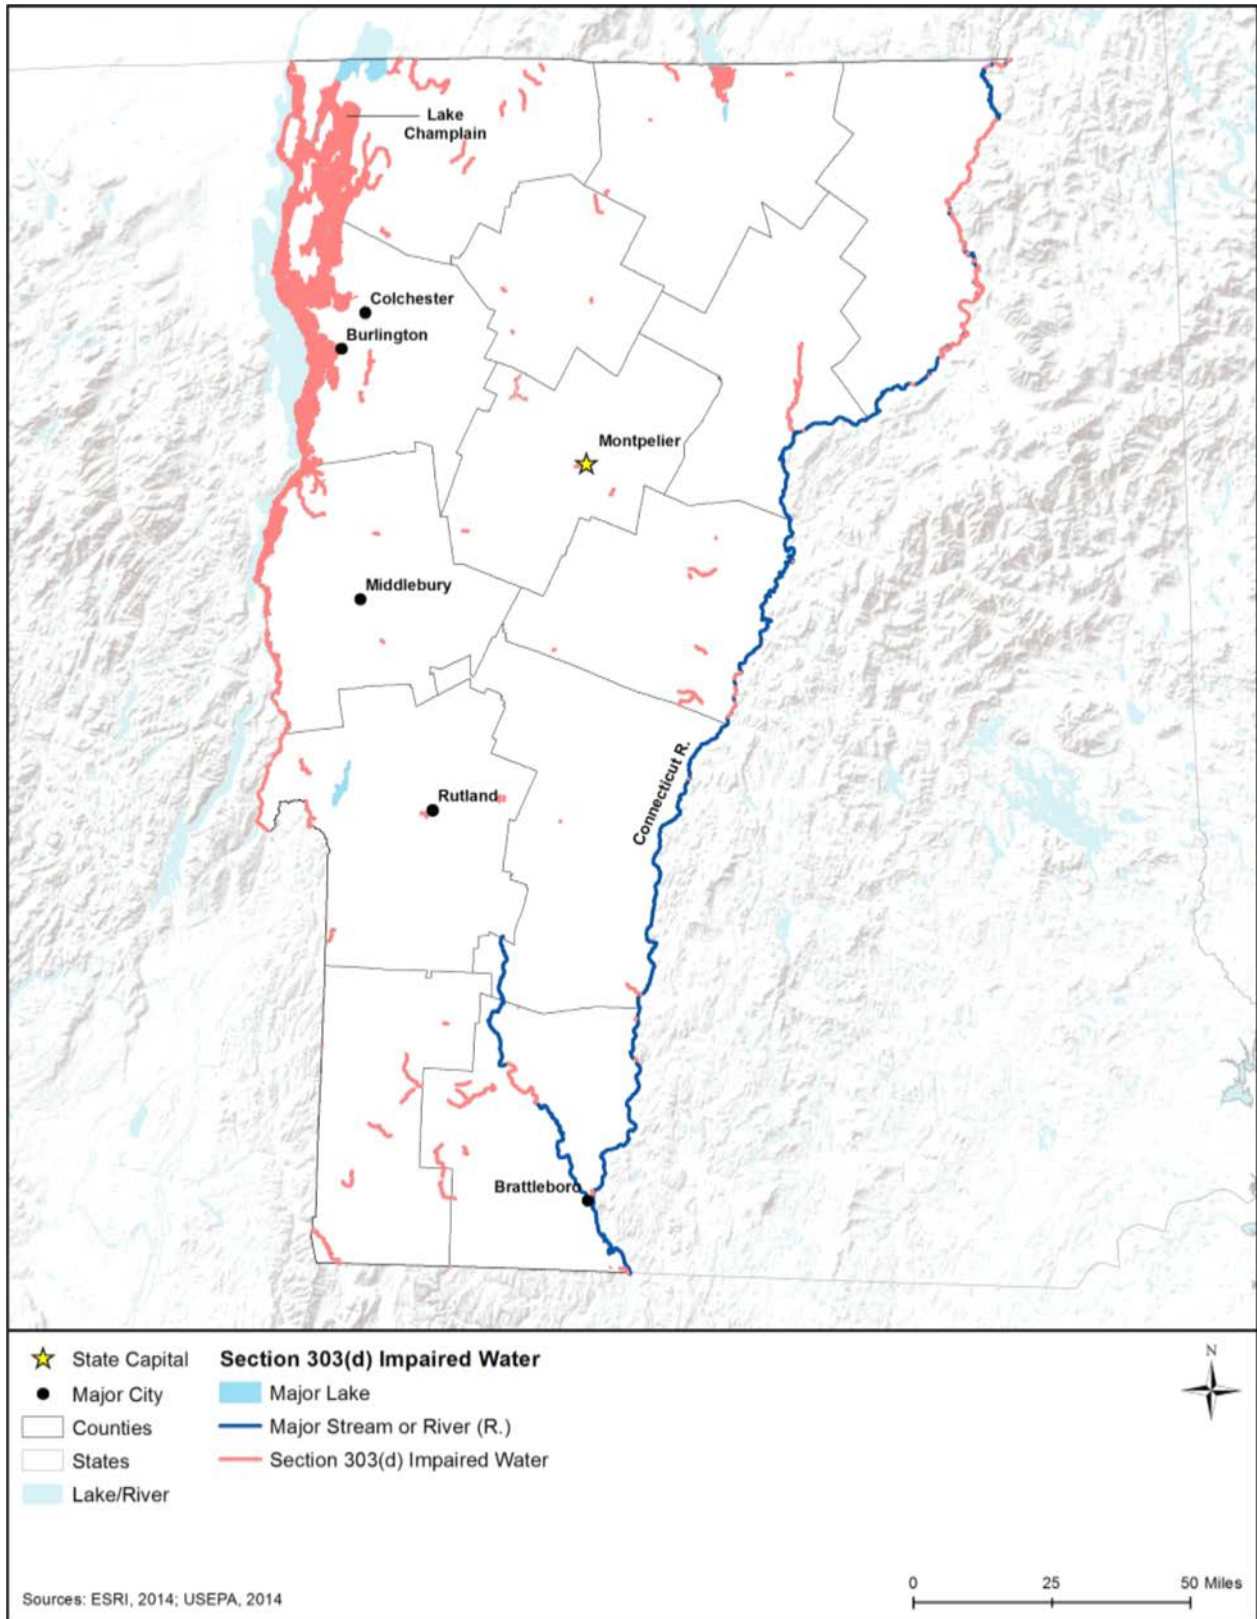 Lake
Champlain
Colchester
Burlington
Montpelier
Middlebury
Connecticut R.
Rutland
Brattleboro
State Capital
Major City
Counties
States
Lake/River
Section 303(d) Impaired Water
Major Lake
Major Stream or River (R.)
Section 303(d) Impaired Water
N
Sources: ESRI, 2014; USEPA, 2014
0 25 50 Miles